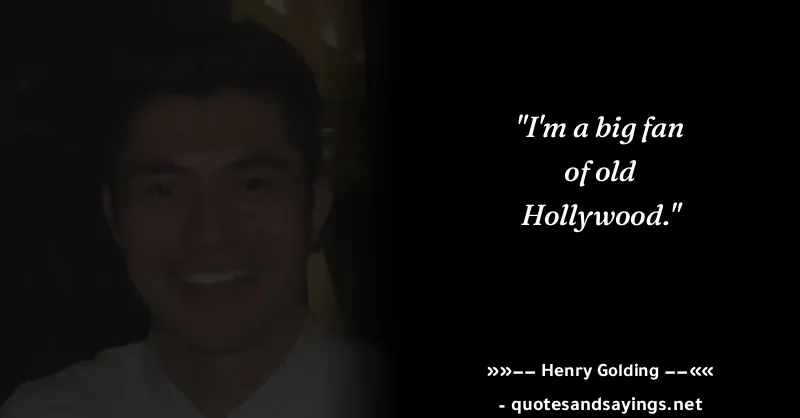 "I'm a big fan
of old
Hollywood."
»»−− Henry Golding −−««
- quotesandsayings.net